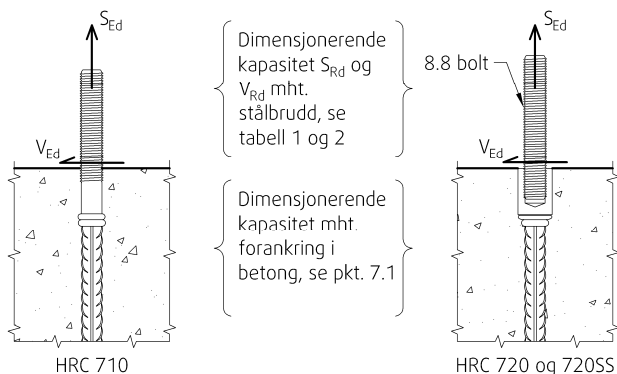 S_Ed
V_Ed
HRC 710
Dimensjonerende
kapasitet S_Rd og
V_Rd mht.
stålbrudd, se
tabell 1 og 2
Dimensjonerende
kapasitet mht.
forankring i
betong, se pkt. 7.1
S_Ed
8.8 bolt
V_Ed
HRC 720 og 720SS